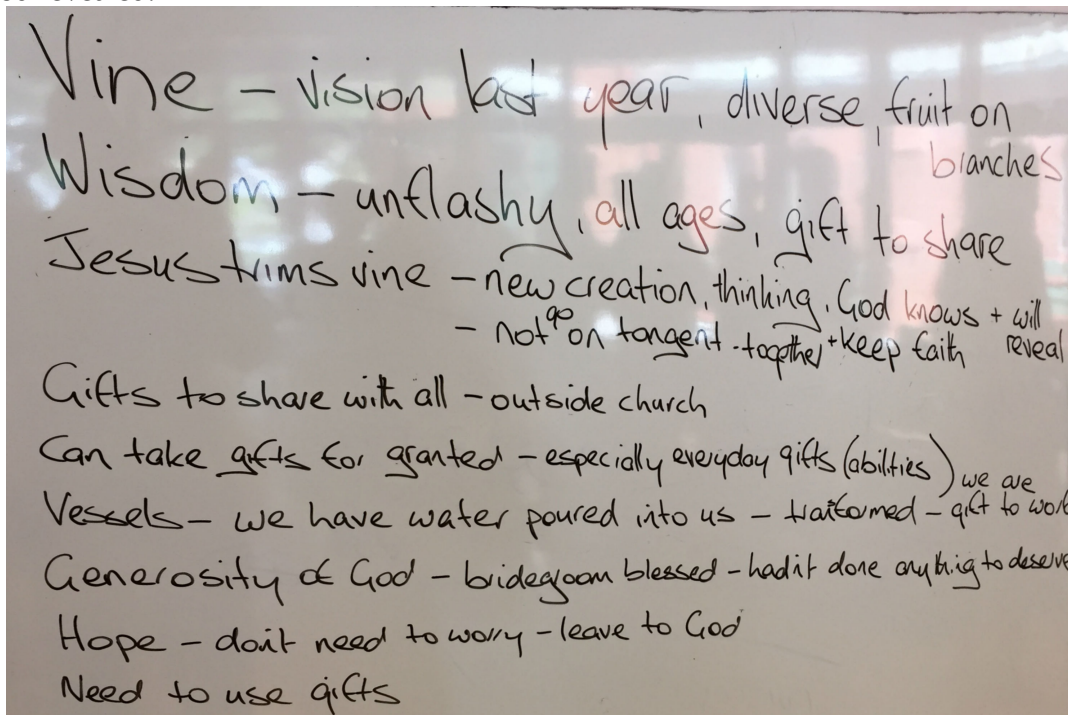 Vine – vision last year, diverse, fruit on
branches
Wisdom – unflashy, all ages, gift to share
Jesus trims vine – new creation, thinking, God knows + will
reveal
– not go on tangent - together + keep faith
Gifts to share with all – outside church
Can take gifts for granted – especially everyday gifts (abilities)
we are
Vessels – we have water poured into us – – gift to
Generosity of God – bridegroom blessed – hadn't done anything to deserve
Hope – don't need to worry – leave to God
Need to use gifts